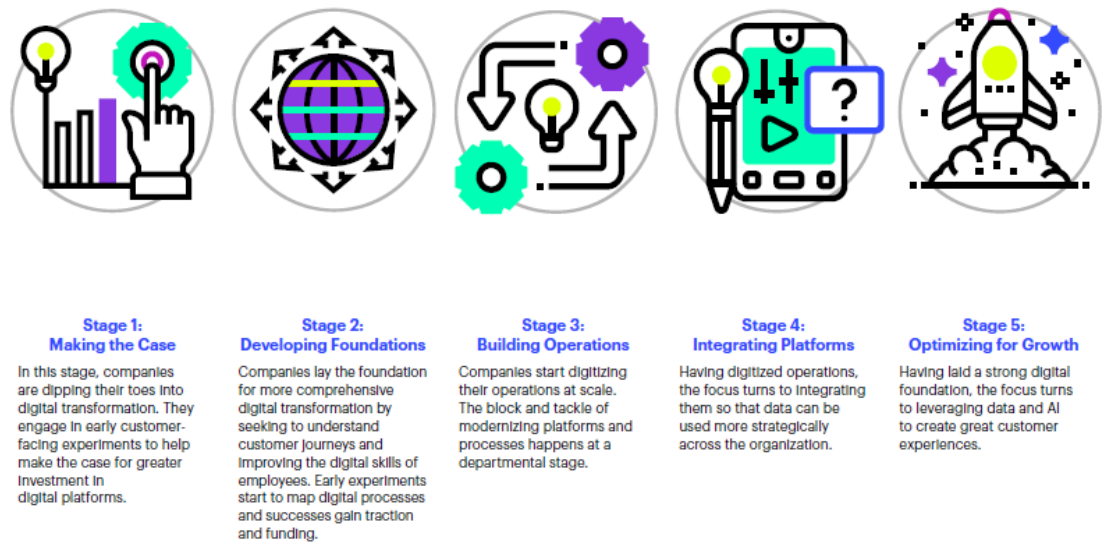 ?
Stage 1:
Making the Case
In this stage, companies
are dipping their toes into
digital transformation. They
engage in early customer-
facing experiments to help
make the case for greater
investment in
digital platforms.
Stage 2:
Developing Foundations
Companies lay the foundation
for more comprehensive
digital transformation by
seeking to understand
customer journeys and
improving the digital skills of
employees. Early experiments
start to map digital processes
and successes gain traction
and funding.
Stage 3:
Building Operations
Companies start digitizing
their operations at scale.
The block and tackle of
modernizing platforms and
processes happens at a
departmental stage.
Stage 4:
Integrating Platforms
Having digitized operations,
the focus turns to integrating
them so that data can be
used more strategically
across the organization.
Stage 5:
Optimizing for Growth
Having laid a strong digital
foundation, the focus turns
to leveraging data and AI
to create great customer
experiences.